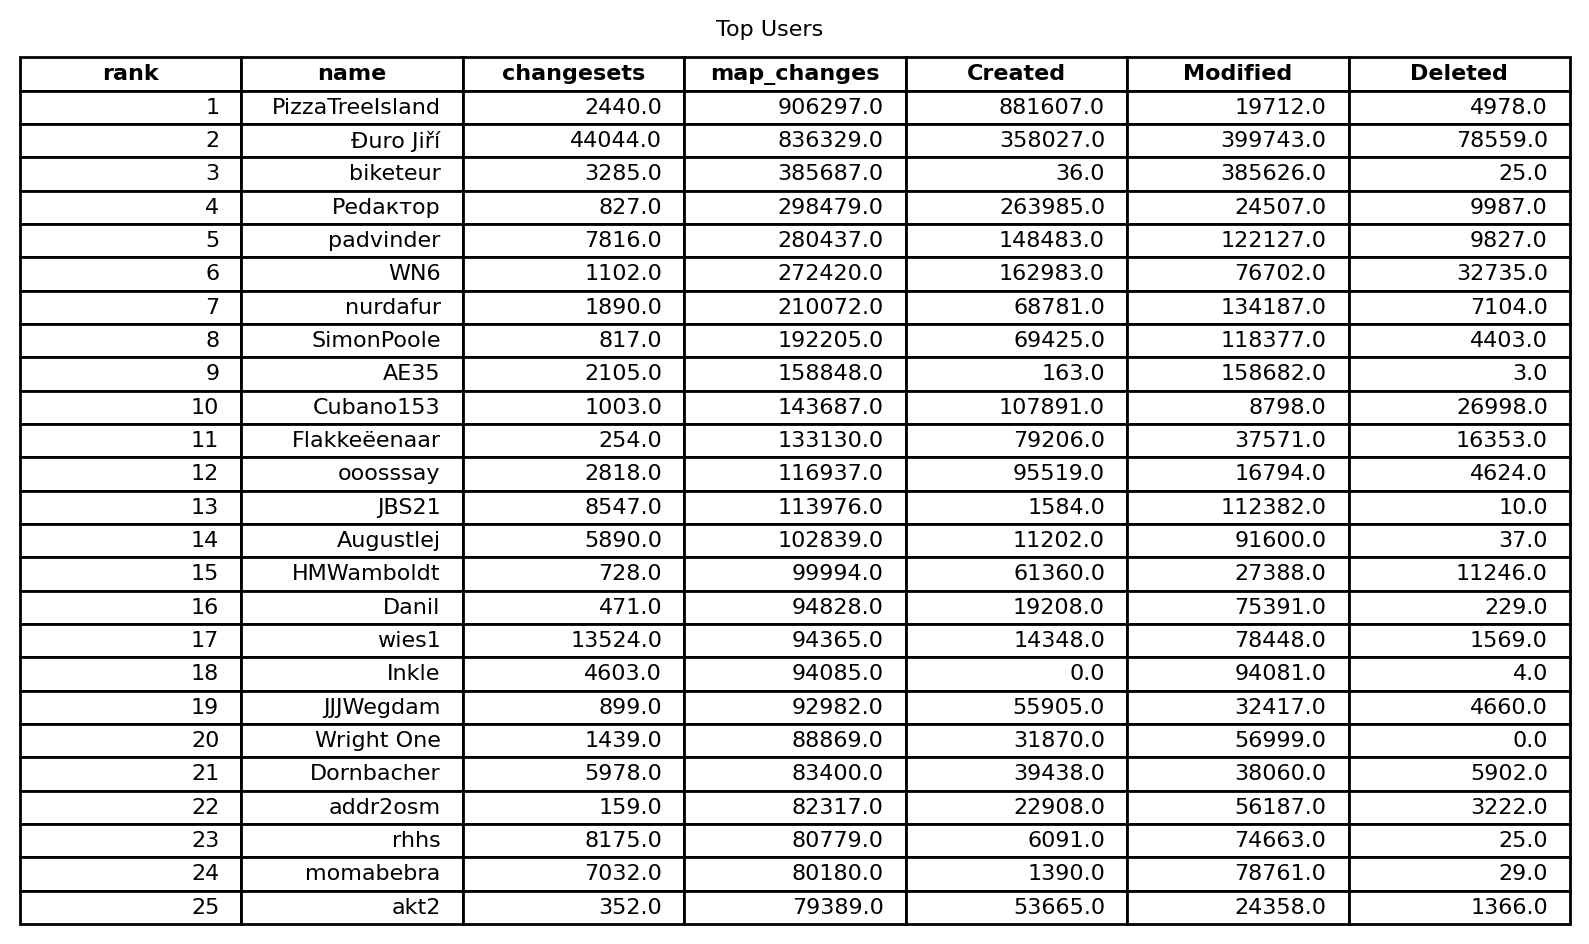 Top Users
rank name changesets map_changes Created Modified Deleted
1 PizzaTreeIsland 2440.0 906297.0 881607.0 19712.0 4978.0
2 Đuro Jiří 44044.0 836329.0 358027.0 399743.0 78559.0
3 biketeur 3285.0 385687.0 36.0 385626.0 25.0
4 Редактор 827.0 298479.0 263985.0 24507.0 9987.0
5 padvinder 7816.0 280437.0 148483.0 122127.0 9827.0
6 WN6 1102.0 272420.0 162983.0 76702.0 32735.0
7 nurdafur 1890.0 210072.0 68781.0 134187.0 7104.0
8 SimonPoole 817.0 192205.0 69425.0 118377.0 4403.0
9 AE35 2105.0 158848.0 163.0 158682.0 3.0
10 Cubano153 1003.0 143687.0 107891.0 8798.0 26998.0
11 Flakkeëenaar 254.0 133130.0 79206.0 37571.0 16353.0
12 ooosssay 2818.0 116937.0 95519.0 16794.0 4624.0
13 JBS21 8547.0 113976.0 1584.0 112382.0 10.0
14 Augustlej 5890.0 102839.0 11202.0 91600.0 37.0
15 HMWamboldt 728.0 99994.0 61360.0 27388.0 11246.0
16 Danil 471.0 94828.0 19208.0 75391.0 229.0
17 wies1 13524.0 94365.0 14348.0 78448.0 1569.0
18 Inkle 4603.0 94085.0 0.0 94081.0 4.0
19 JJJWegdam 899.0 92982.0 55905.0 32417.0 4660.0
20 Wright One 1439.0 88869.0 31870.0 56999.0 0.0
21 Dornbacher 5978.0 83400.0 39438.0 38060.0 5902.0
22 addr2osm 159.0 82317.0 22908.0 56187.0 3222.0
23 rhhs 8175.0 80779.0 6091.0 74663.0 25.0
24 momabebra 7032.0 80180.0 1390.0 78761.0 29.0
25 akt2 352.0 79389.0 53665.0 24358.0 1366.0